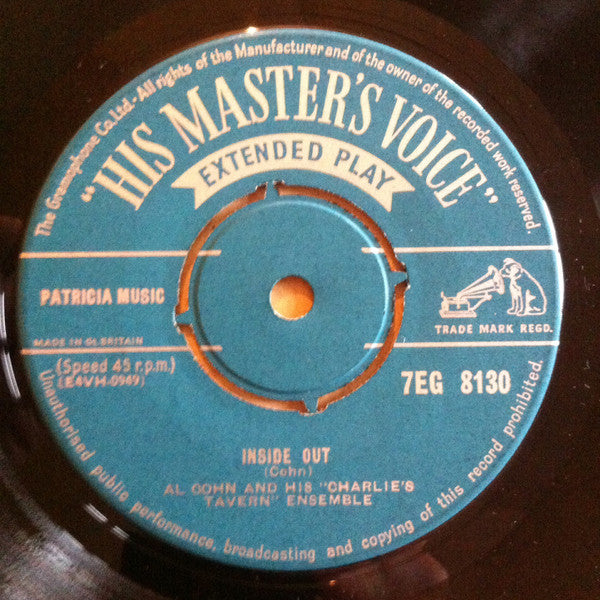 The Gramophone Co.Ltd.-All rights of the Manufacturer and of the owner of the recorded work reserved.
"HIS MASTER'S VOICE"
EXTENDED PLAY
PATRICIA MUSIC
TRADE MARK REGD.
MADE IN GT. BRITAIN
(Speed 45 r.p.m.)
(E4VH-0949)
7EG 8130
INSIDE OUT
(Cohn)
AL COHN AND HIS "CHARLIE'S
TAVERN" ENSEMBLE
Unauthorised public performance, broadcasting and copying of this record prohibited.